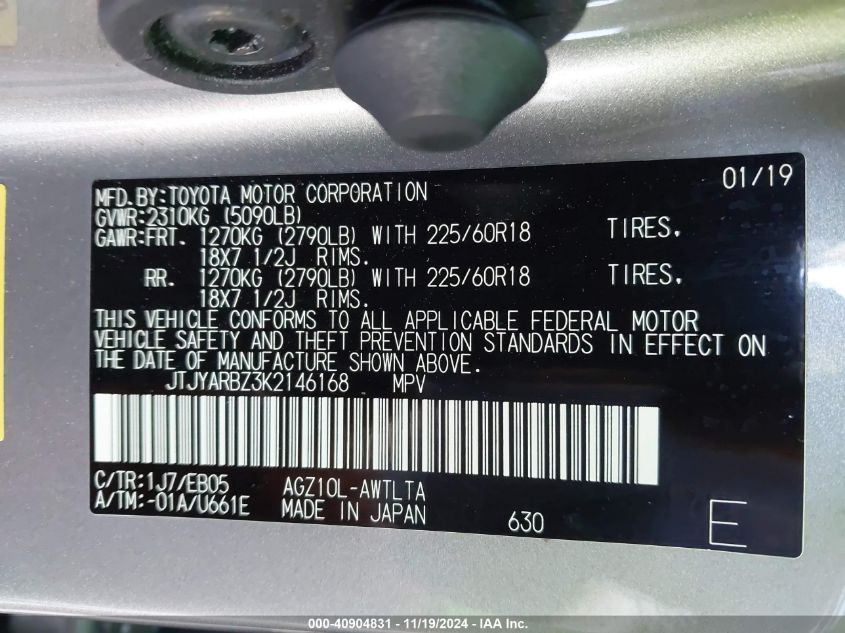 MFD. BY: TOYOTA MOTOR CORPORATION 01/19
GVWR: 2310KG (5090LB)
GAWR: FRT. 1270KG (2790LB) WITH 225/60R18 TIRES.
18X7 1/2J RIMS.
RR. 1270KG (2790LB) WITH 225/60R18 TIRES.
18X7 1/2J RIMS.
THIS VEHICLE CONFORMS TO ALL APPLICABLE FEDERAL MOTOR
VEHICLE SAFETY AND THEFT PREVENTION STANDARDS IN EFFECT ON
THE DATE OF MANUFACTURE SHOWN ABOVE.
JTJYARBZ3K2146168 MPV
C/TR: 1J7/EB05 AGZ10L-AWTLTA
A/TM: -01A/U661E MADE IN JAPAN 630 E
000-40904831 - 11/19/2024 - IAA Inc.